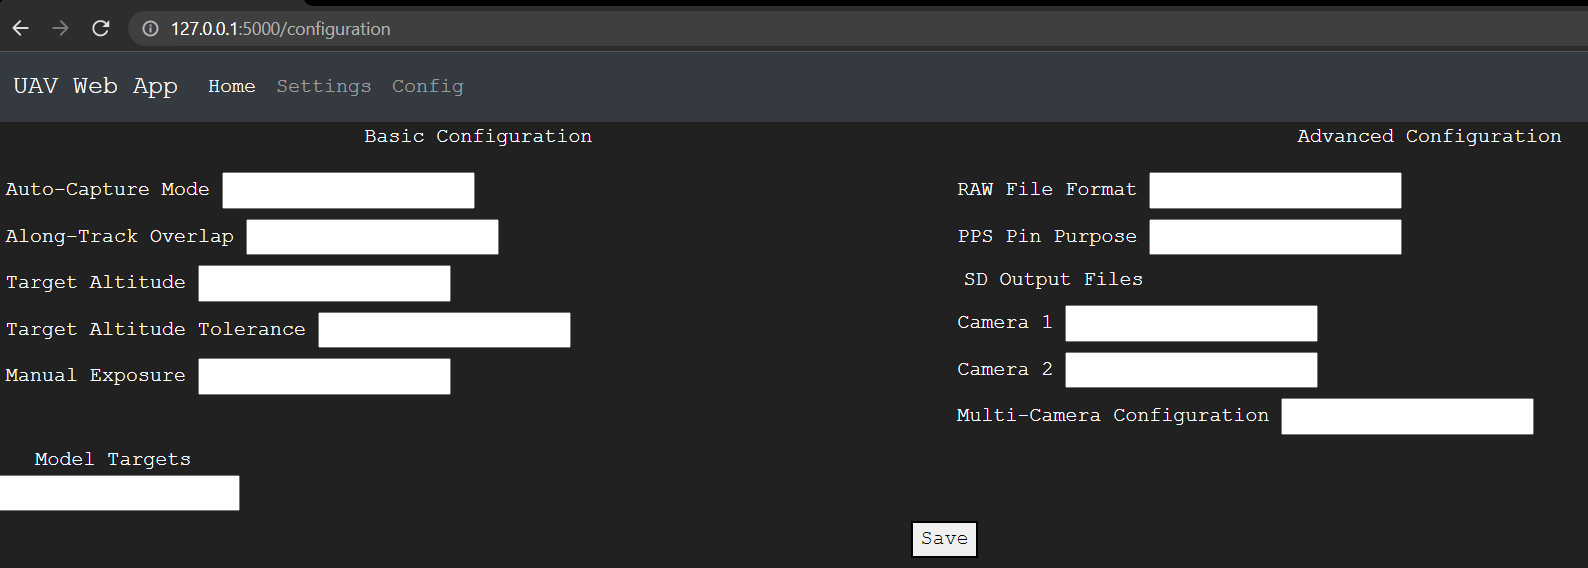 127.0.0.1:5000/configuration
UAV Web App Home Settings Config
Basic Configuration
Advanced Configuration
Auto-Capture Mode
Along-Track Overlap
Target Altitude
Target Altitude Tolerance
Manual Exposure
Model Targets
RAW File Format
PPS Pin Purpose
SD Output Files
Camera 1
Camera 2
Multi-Camera Configuration
Save